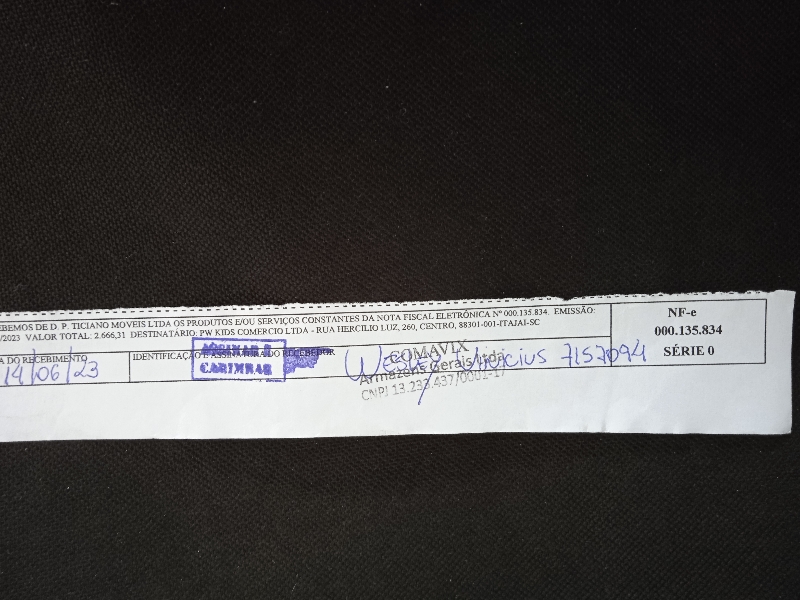 EBEMOS DE D. P. TICIANO MOVEIS LTDA OS PRODUTOS E/OU SERVIÇOS CONSTANTES DA NOTA FISCAL ELETRÔNICA Nº 000.135.834. EMISSÃO:
/2023 VALOR TOTAL: 2.666,31 DESTINATÁRIO: PW KIDS COMERCIO LTDA - RUA HERCILIO LUZ, 260, CENTRO, 88301-001-ITAJAI-SC
NF-e
000.135.834
SÉRIE 0
A DO RECEBIMENTO
14/06/23
IDENTIFICAÇÃO E ASSINATURA DO RECEBEDOR
ASSINAR E
CARIMBAR
COMAVIX
Armazéns Gerais Ltda
CNPJ 13.233.437/0001-17
Wesley Vinicius 7157094